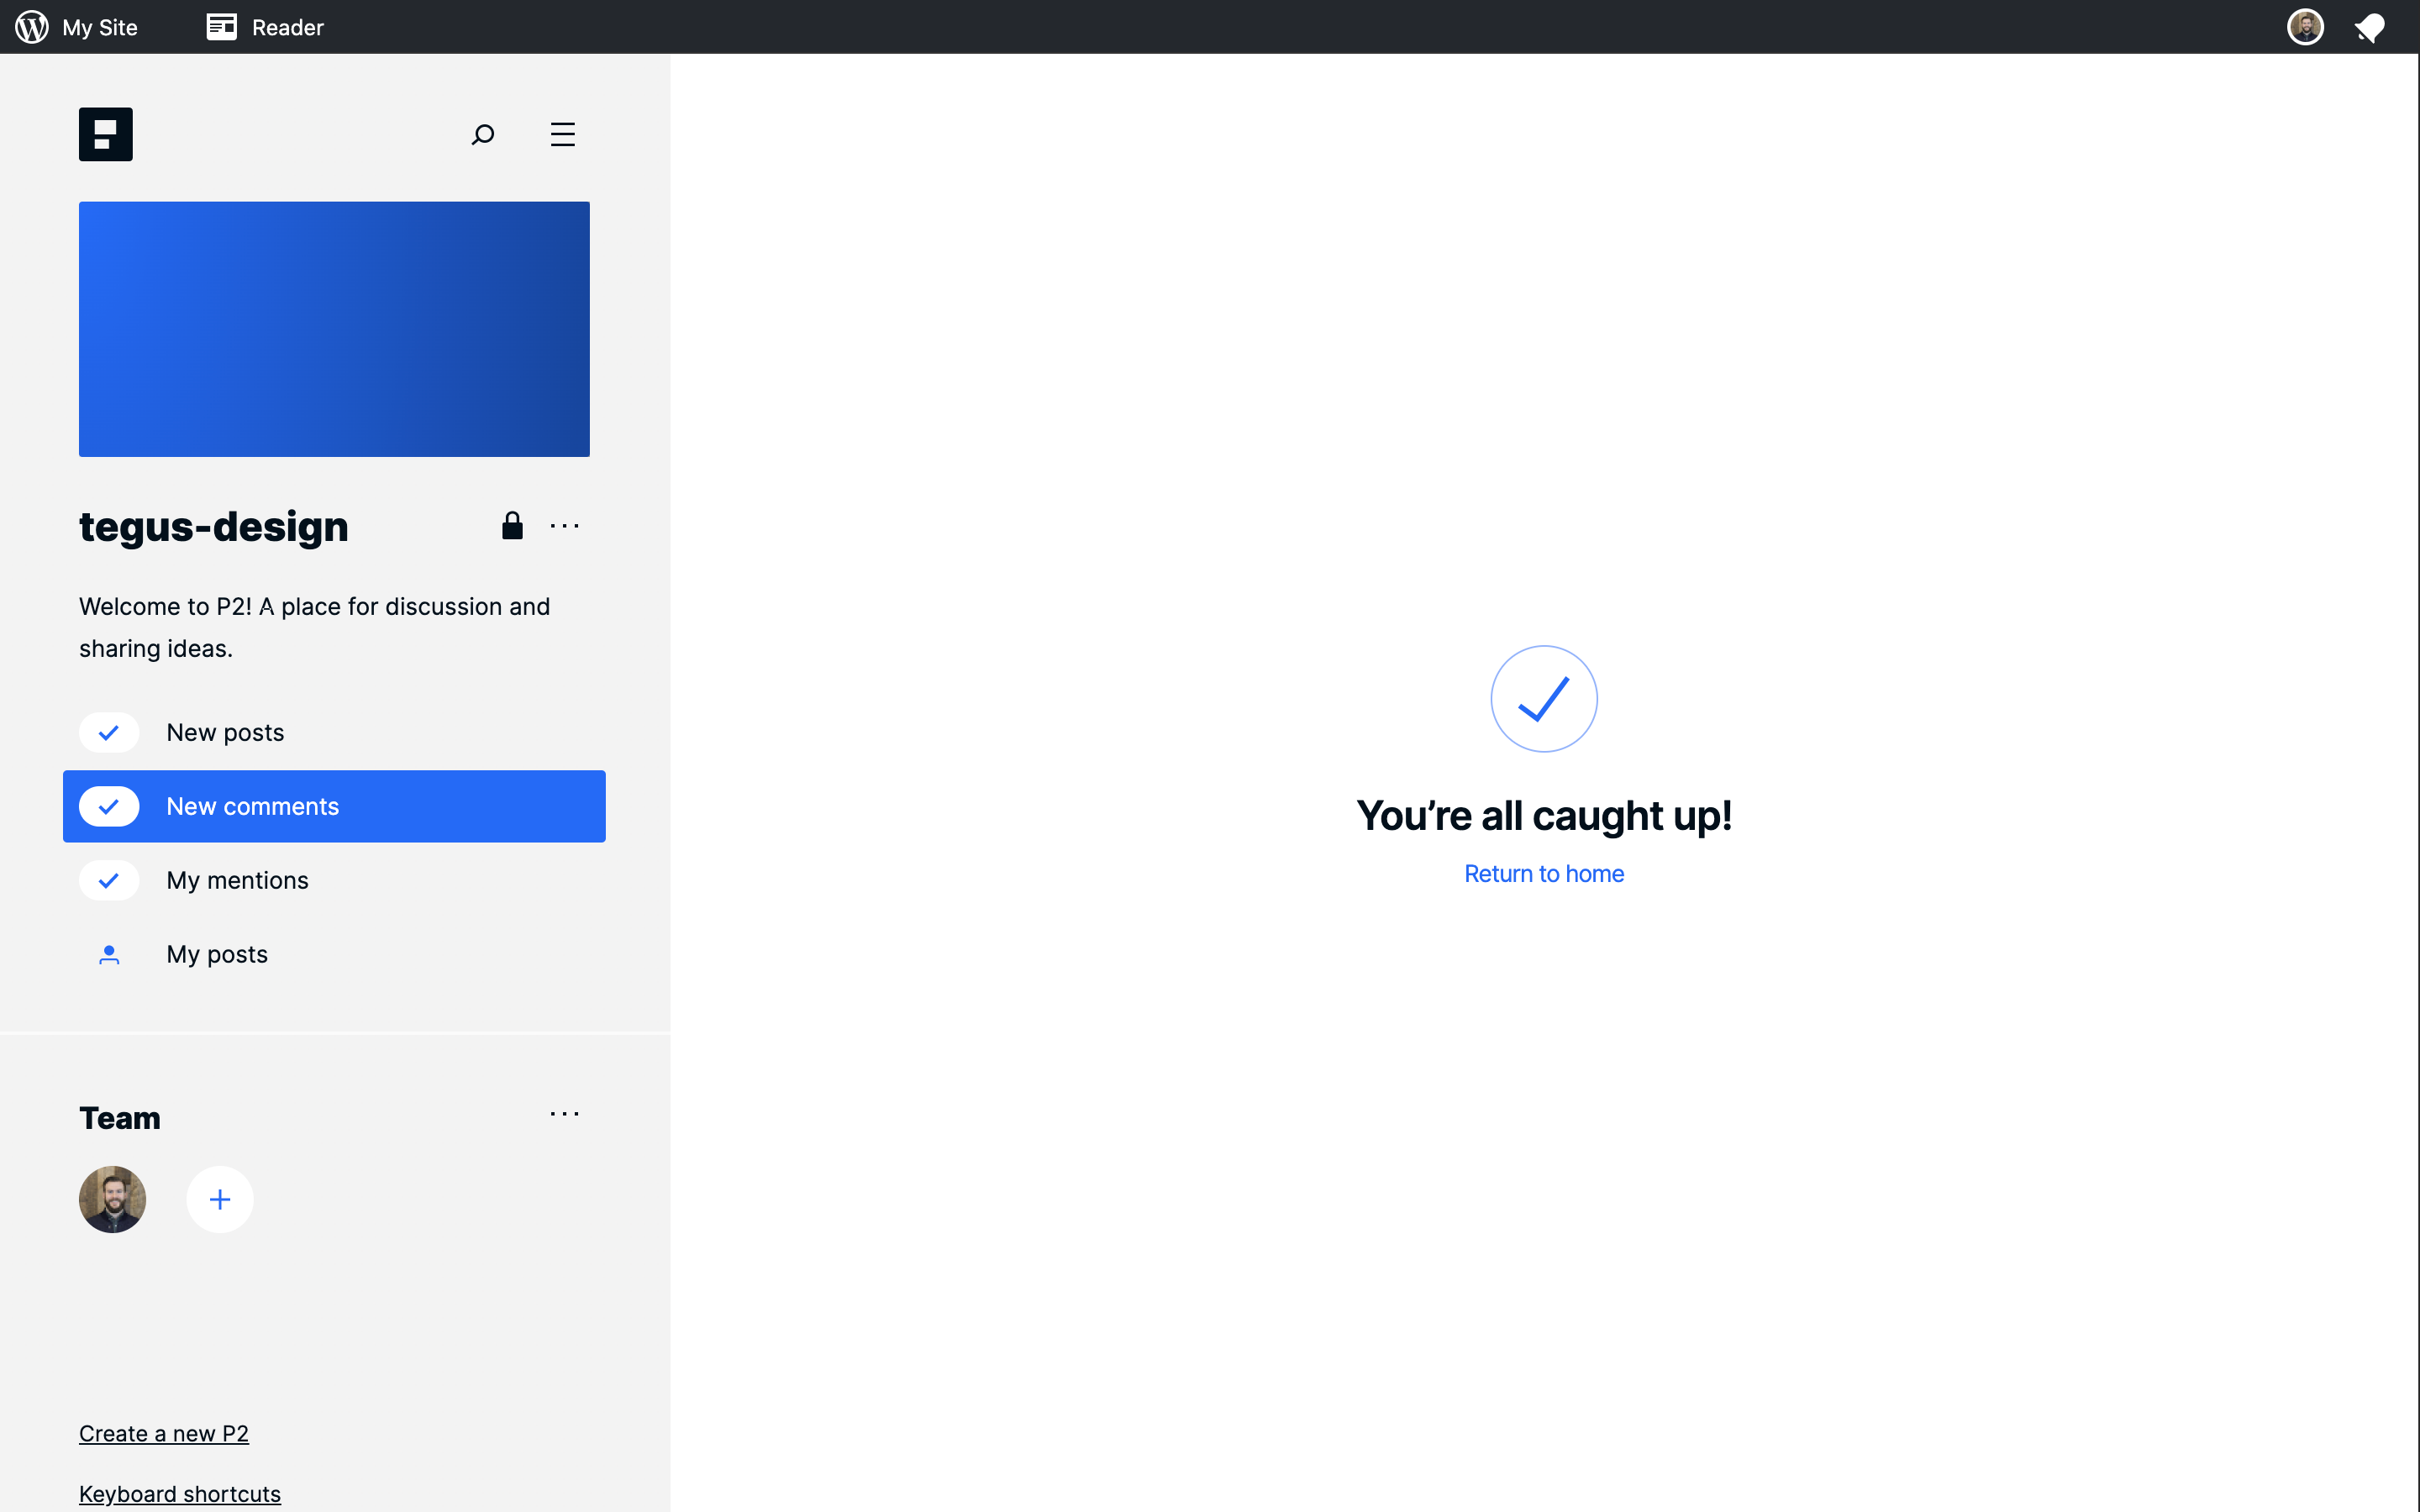 My Site
Reader
tegus-design
Welcome to P2! A place for discussion and
sharing ideas.
New posts
New comments
My mentions
My posts
You’re all caught up!
Return to home
Team
Create a new P2
Keyboard shortcuts